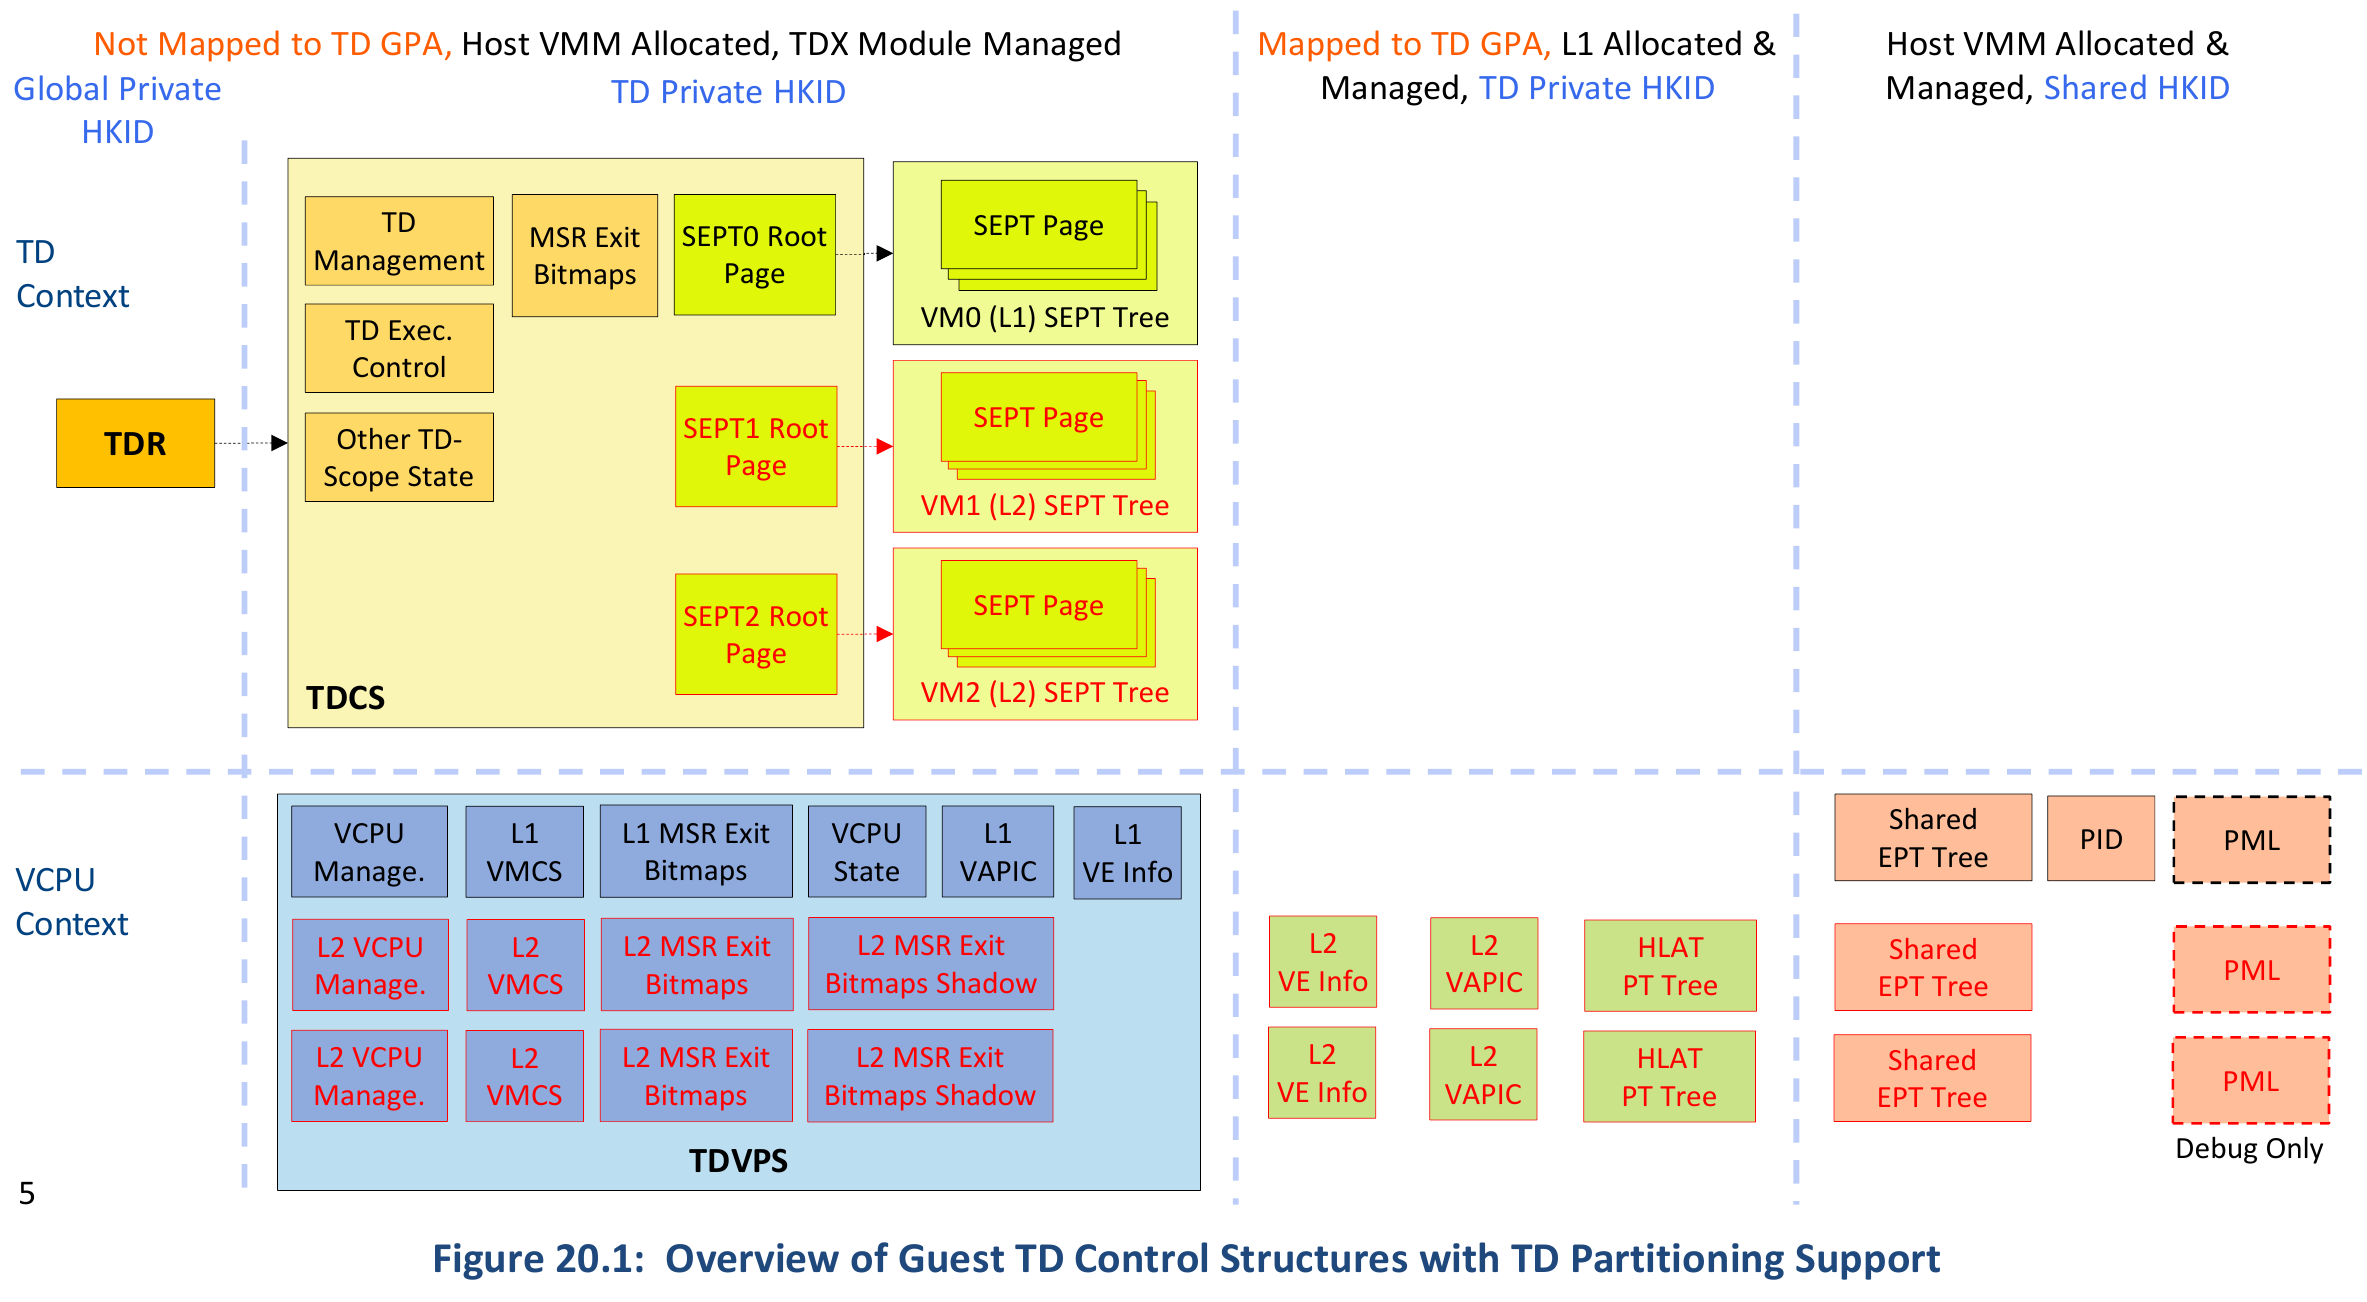 Not Mapped to TD GPA, Host VMM Allocated, TDX Module Managed
Global Private
HKID
TD Private HKID
Mapped to TD GPA, L1 Allocated &
Managed, TD Private HKID
Host VMM Allocated &
Managed, Shared HKID
TD
Context
TDR
TD
Management
TD Exec.
Control
Other TD-
Scope State
MSR Exit
Bitmaps
SEPT0 Root
Page
SEPT Page
VM0 (L1) SEPT Tree
SEPT1 Root
Page
SEPT Page
VM1 (L2) SEPT Tree
SEPT2 Root
Page
SEPT Page
VM2 (L2) SEPT Tree
TDCS
VCPU
Context
VCPU
Manage.
L1
VMCS
L1 MSR Exit
Bitmaps
VCPU
State
L1
VAPIC
L1
VE Info
L2 VCPU
Manage.
L2
VMCS
L2 MSR Exit
Bitmaps
L2 MSR Exit
Bitmaps Shadow
L2 VCPU
Manage.
L2
VMCS
L2 MSR Exit
Bitmaps
L2 MSR Exit
Bitmaps Shadow
TDVPS
L2
VE Info
L2
VAPIC
HLAT
PT Tree
L2
VE Info
L2
VAPIC
HLAT
PT Tree
Shared
EPT Tree
PID
PML
Shared
EPT Tree
PML
Shared
EPT Tree
PML
Debug Only
5
Figure 20.1: Overview of Guest TD Control Structures with TD Partitioning Support